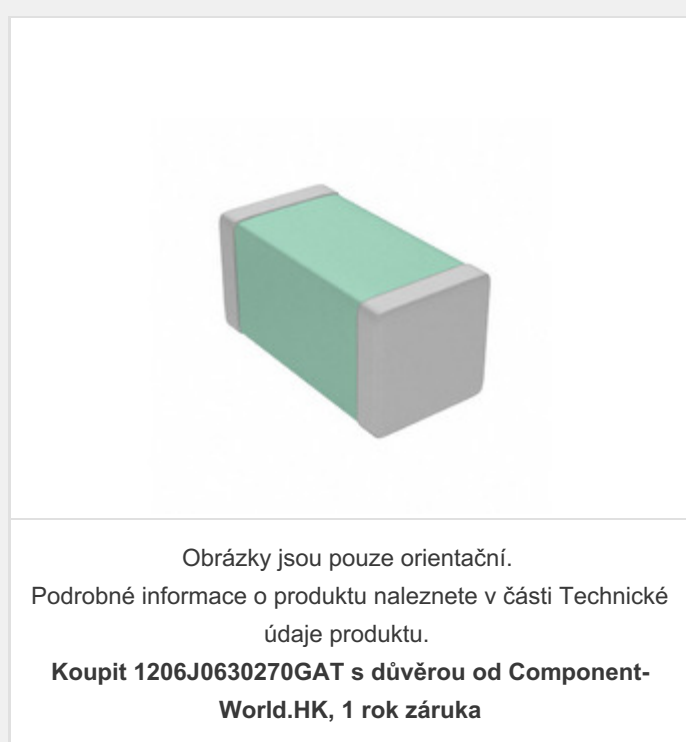 Obrázky jsou pouze orientační.
Podrobné informace o produktu naleznete v části Technické
údaje produktu.
Koupit 1206J0630270GAT s důvěrou od Component-
World.HK, 1 rok záruka